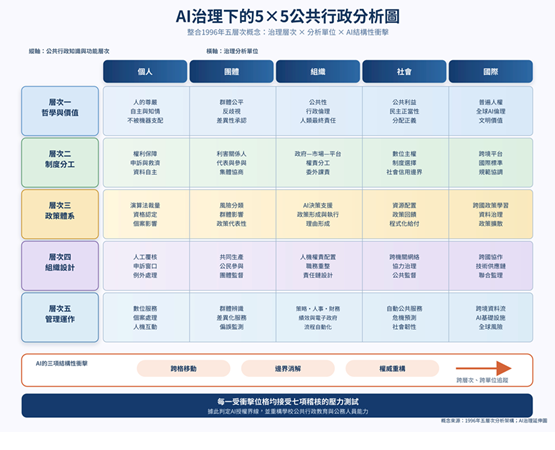 AI治理下的5×5公共行政分析圖
整合1996年五層次概念：治理層次 × 分析單位 × AI結構性衝擊
縱軸：公共行政知識與功能層次
橫軸：治理分析單位
個人
團體
組織
社會
國際
層次一
哲學與價值
人的尊嚴
自主與知情
不被機器支配
群體公平
反歧視
差異性承認
公共性
行政倫理
人類最終責任
公共利益
民主正當性
分配正義
普遍人權
全球AI倫理
文明價值
層次二
制度分工
權利保障
申訴與救濟
資料自主
利害關係人
代表與參與
集體協商
政府—市場—平台
權責分工
委外課責
數位主權
制度選擇
社會信用邊界
跨境平台
國際標準
規範協調
層次三
政策體系
演算法裁量
資格認定
個案影響
風險分類
群體影響
政策代表性
AI決策支援
政策形成與執行
理由形成
資源配置
政策回饋
程式化給付
跨國政策學習
資料治理
政策擴散
層次四
組織設計
人工覆核
申訴窗口
例外處理
共同生產
公民參與
團體監督
人機權責配置
職務重整
責任鏈設計
跨機關網絡
協力治理
公共監督
跨國協作
技術供應鏈
聯合監理
層次五
管理運作
數位服務
個案處理
人機互動
群體辨識
差異化服務
偏誤監測
策略・人事・財務
績效與電子政府
流程自動化
自動公共服務
危機預測
社會韌性
跨境資料流
AI基礎設施
全球風險
AI的三項結構性衝擊
跨格移動
邊界消解
權威重構
跨層次、跨單位追蹤
每一受衝擊位格均接受七項稽核的壓力測試
據此判定AI授權界線，並重構學校公共行政教育與公務人員能力
概念來源：1996年五層次分析架構；AI治理延伸圖